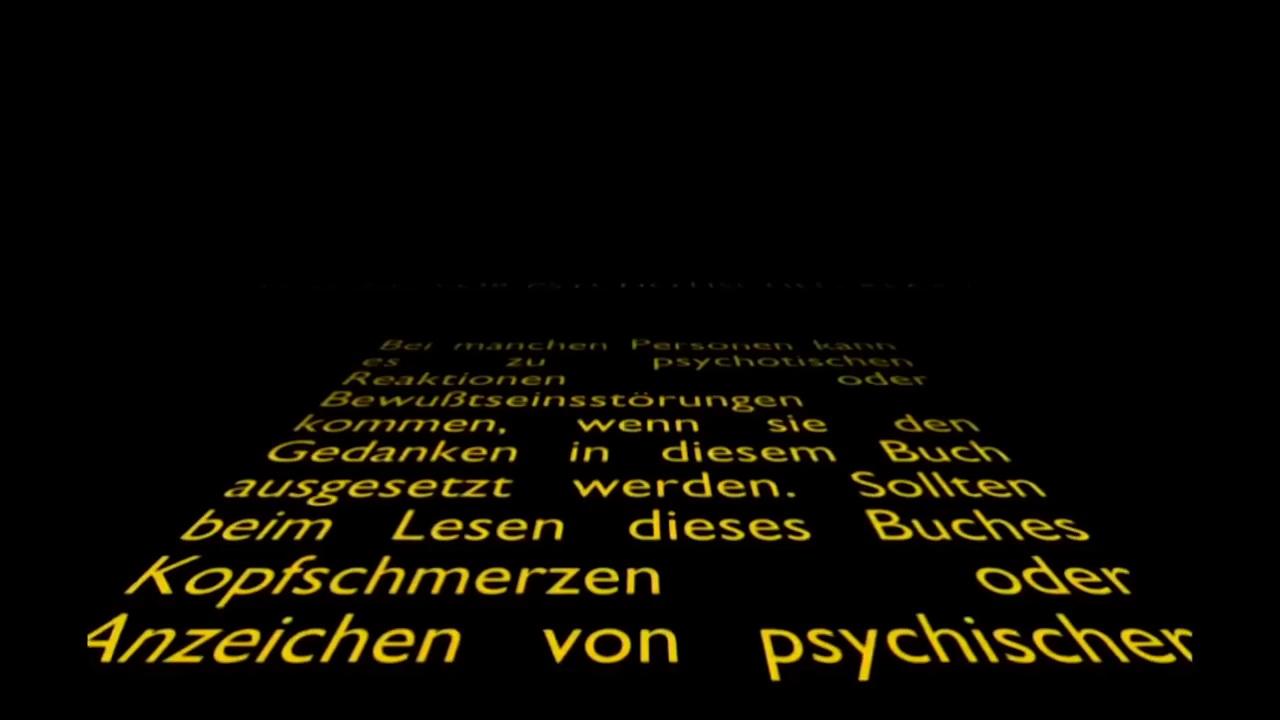 Bei manchen Personen kann
es zu psychotischen
Reaktionen oder
Bewußtseinsstörungen
kommen, wenn sie den
Gedanken in diesem Buch
ausgesetzt werden. Sollten
beim Lesen dieses Buches
Kopfschmerzen oder
Anzeichen von psychischer